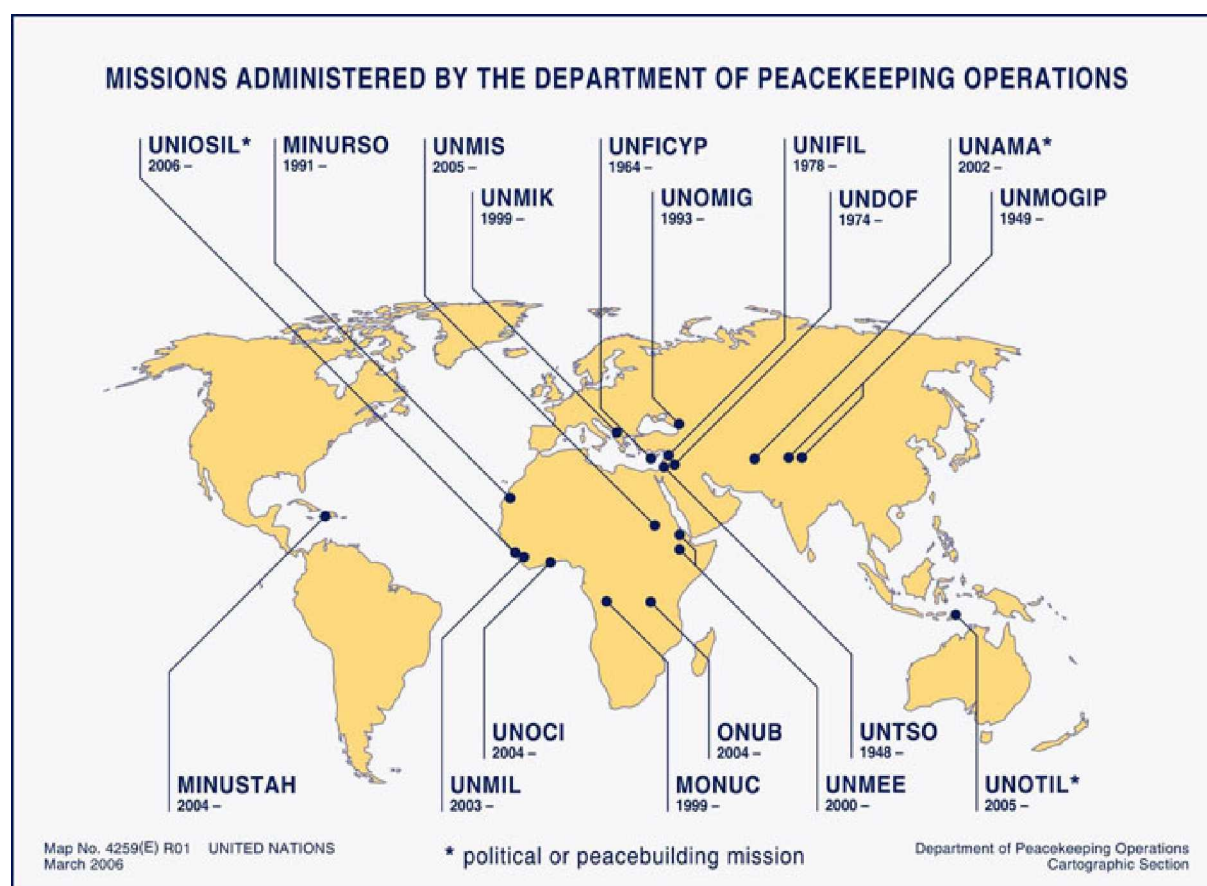 MISSIONS ADMINISTERED BY THE DEPARTMENT OF PEACEKEEPING OPERATIONS
UNIOSIL*
2006 –
MINURSO
1991 –
UNMIS
2005 –
UNFICYP
1964 –
UNIFIL
1978 –
UNAMA*
2002 –
UNMIK
1999 –
UNOMIG
1993 –
UNDOF
1974 –
UNMOGIP
1949 –
UNOCI
2004 –
ONUB
2004 –
UNTSO
1948 –
MINUSTAH
2004 –
UNMIL
2003 –
MONUC
1999 –
UNMEE
2000 –
UNOTIL*
2005 –
Map No. 4259(E) R01 UNITED NATIONS
March 2006
* political or peacebuilding mission
Department of Peacekeeping Operations
Cartographic Section